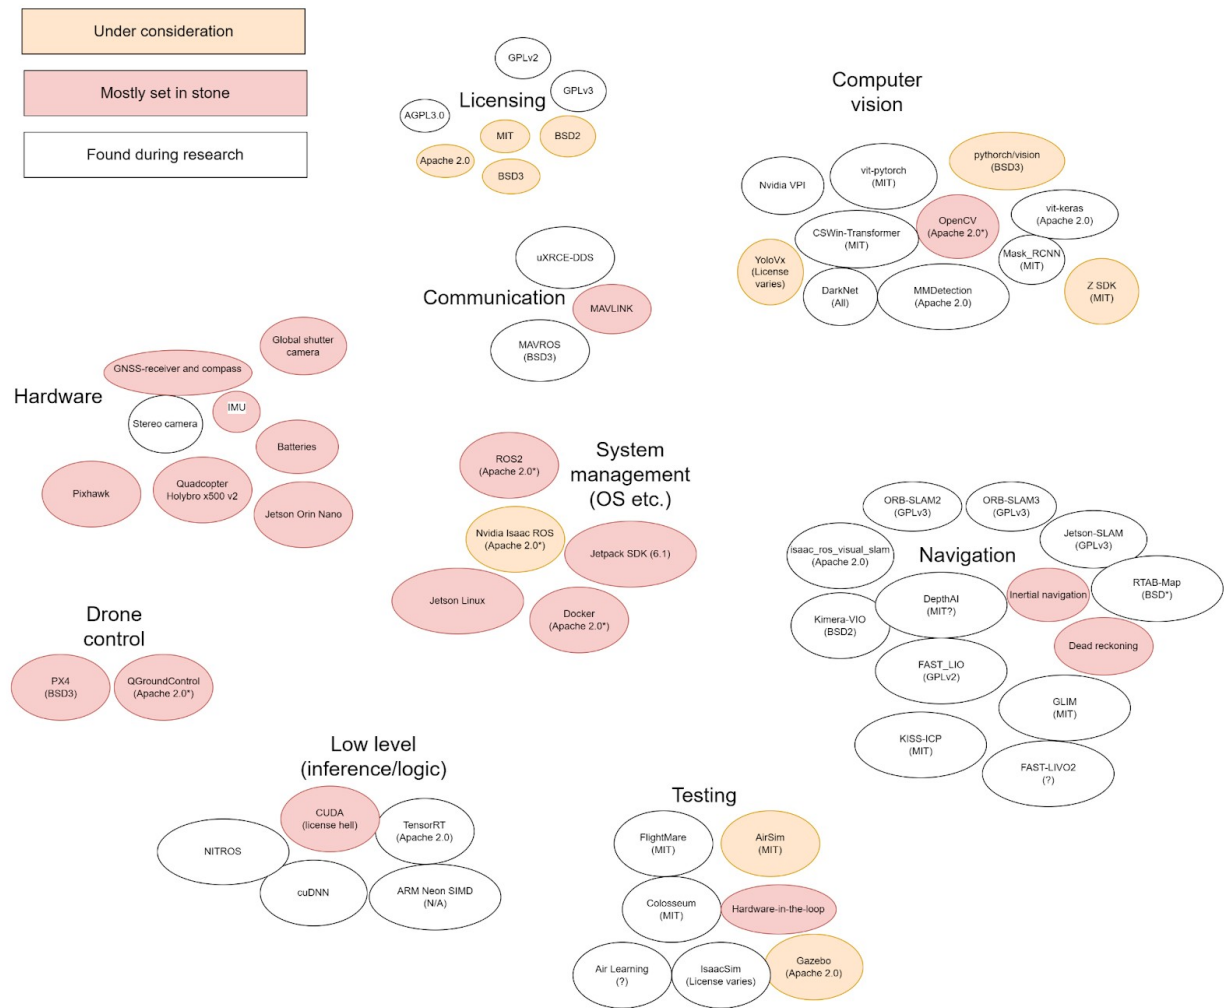 Under consideration
Mostly set in stone
Found during research
Licensing
GPLv2
GPLv3
AGPL3.0
MIT
BSD2
Apache 2.0
BSD3
Computer
vision
Nvidia VPI
vit-pytorch
(MIT)
pythorch/vision
(BSD3)
CSWin-Transformer
(MIT)
OpenCV
(Apache 2.0*)
vit-keras
(Apache 2.0)
Mask_RCNN
(MIT)
YoloVx
(License
varies)
DarkNet
(All)
MMDetection
(Apache 2.0)
Z SDK
(MIT)
Communication
uXRCE-DDS
MAVLINK
MAVROS
(BSD3)
Hardware
Global shutter
camera
GNSS-receiver and compass
IMU
Stereo camera
Batteries
Pixhawk
Quadcopter
Holybro x500 v2
Jetson Orin Nano
System
management
(OS etc.)
ROS2
(Apache 2.0*)
Nvidia Isaac ROS
(Apache 2.0*)
Jetpack SDK (6.1)
Jetson Linux
Docker
(Apache 2.0*)
Navigation
ORB-SLAM2
(GPLv3)
ORB-SLAM3
(GPLv3)
Jetson-SLAM
(GPLv3)
isaac_ros_visual_slam
(Apache 2.0)
RTAB-Map
(BSD*)
DepthAI
(MIT?)
Inertial navigation
Kimera-VIO
(BSD2)
Dead reckoning
FAST_LIO
(GPLv2)
GLIM
(MIT)
KISS-ICP
(MIT)
FAST-LIVO2
(?)
Drone
control
PX4
(BSD3)
QGroundControl
(Apache 2.0*)
Low level
(inference/logic)
CUDA
(license hell)
TensorRT
(Apache 2.0)
NITROS
cuDNN
ARM Neon SIMD
(N/A)
Testing
FlightMare
(MIT)
AirSim
(MIT)
Colosseum
(MIT)
Hardware-in-the-loop
Air Learning
(?)
IsaacSim
(License varies)
Gazebo
(Apache 2.0)